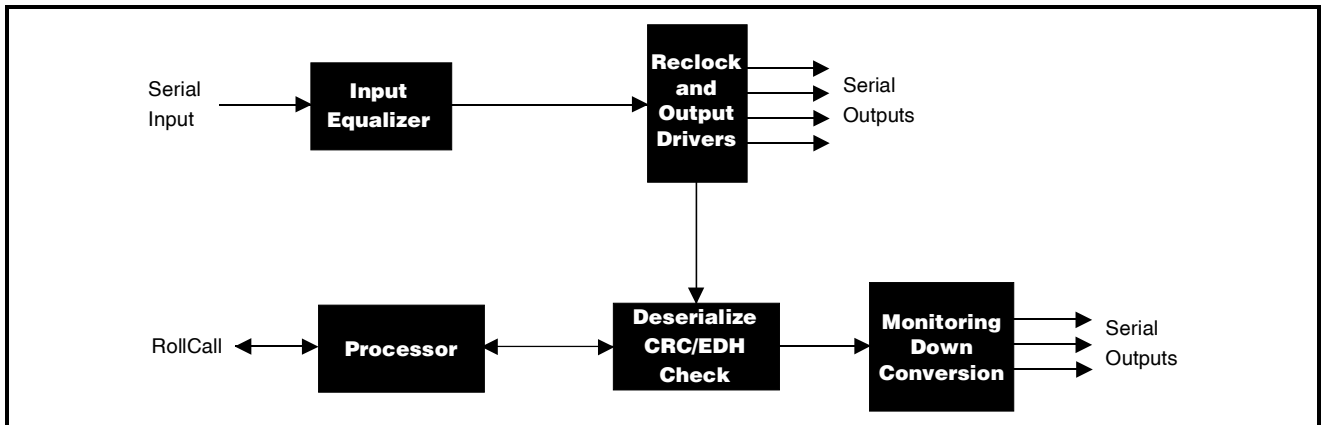 Serial
Input
Input
Equalizer
Reclock
and
Output
Drivers
Serial
Outputs
RollCall
Processor
Deserialize
CRC/EDH
Check
Monitoring
Down
Conversion
Serial
Outputs